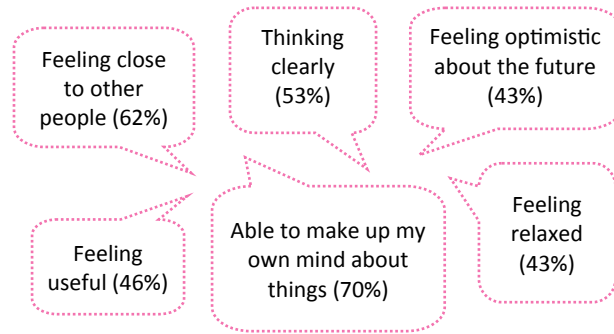 Feeling close
to other
people (62%)
Thinking
clearly
(53%)
Feeling optimistic
about the future
(43%)
Feeling
useful (46%)
Able to make up my
own mind about
things (70%)
Feeling
relaxed
(43%)